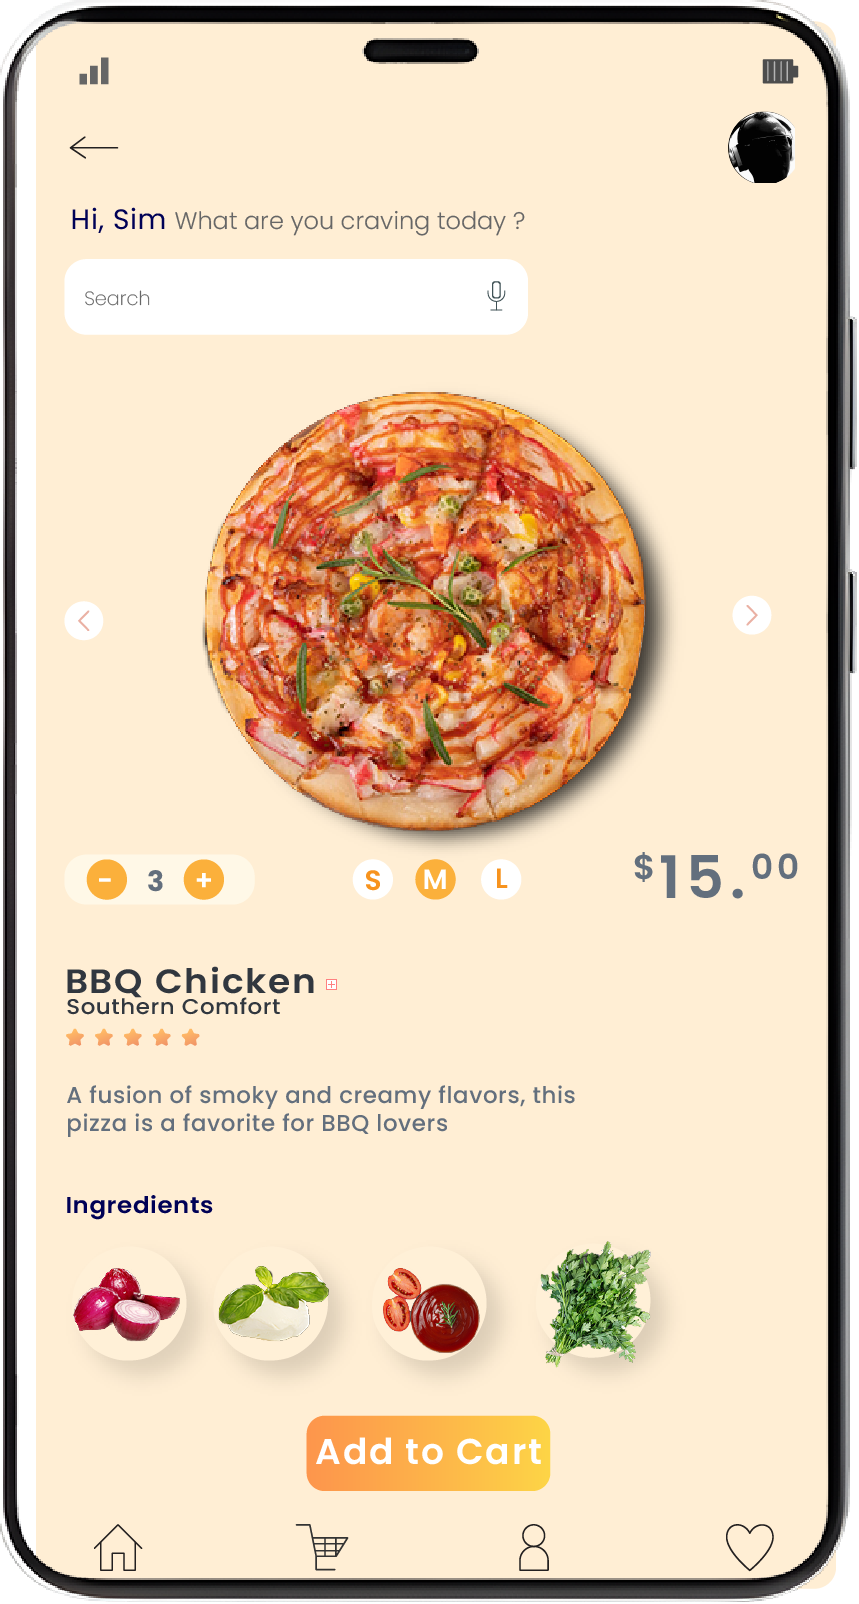 Hi, Sim What are you craving today ?
Search
- 3 +
S M L
$15.00
BBQ Chicken
Southern Comfort
A fusion of smoky and creamy flavors, this
pizza is a favorite for BBQ lovers
Ingredients
Add to Cart